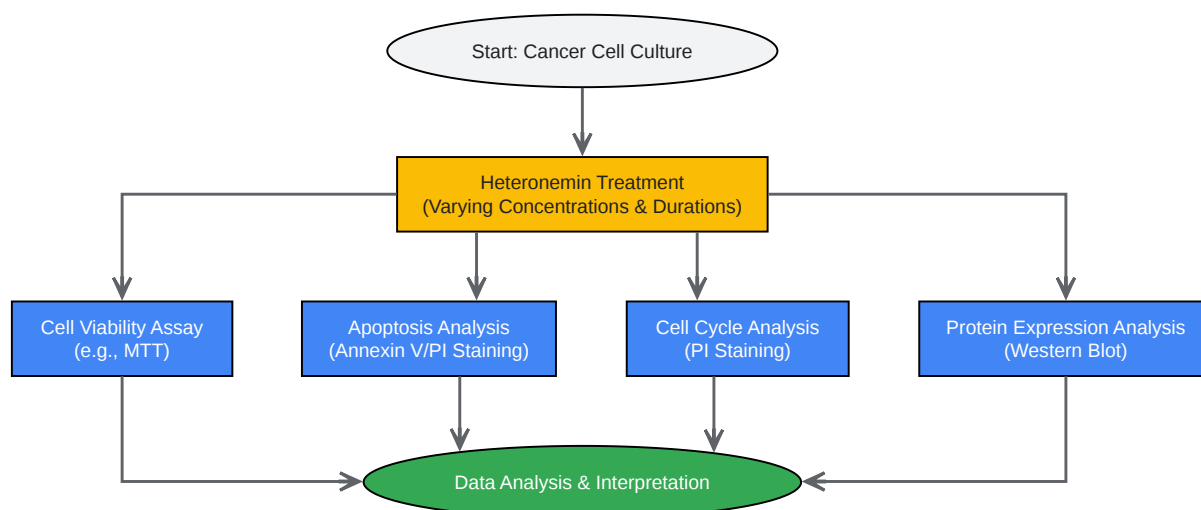 Start: Cancer Cell Culture
Heteronemin Treatment
(Varying Concentrations & Durations)
Cell Viability Assay
(e.g., MTT)
Apoptosis Analysis
(Annexin V/PI Staining)
Cell Cycle Analysis
(PI Staining)
Protein Expression Analysis
(Western Blot)
Data Analysis & Interpretation